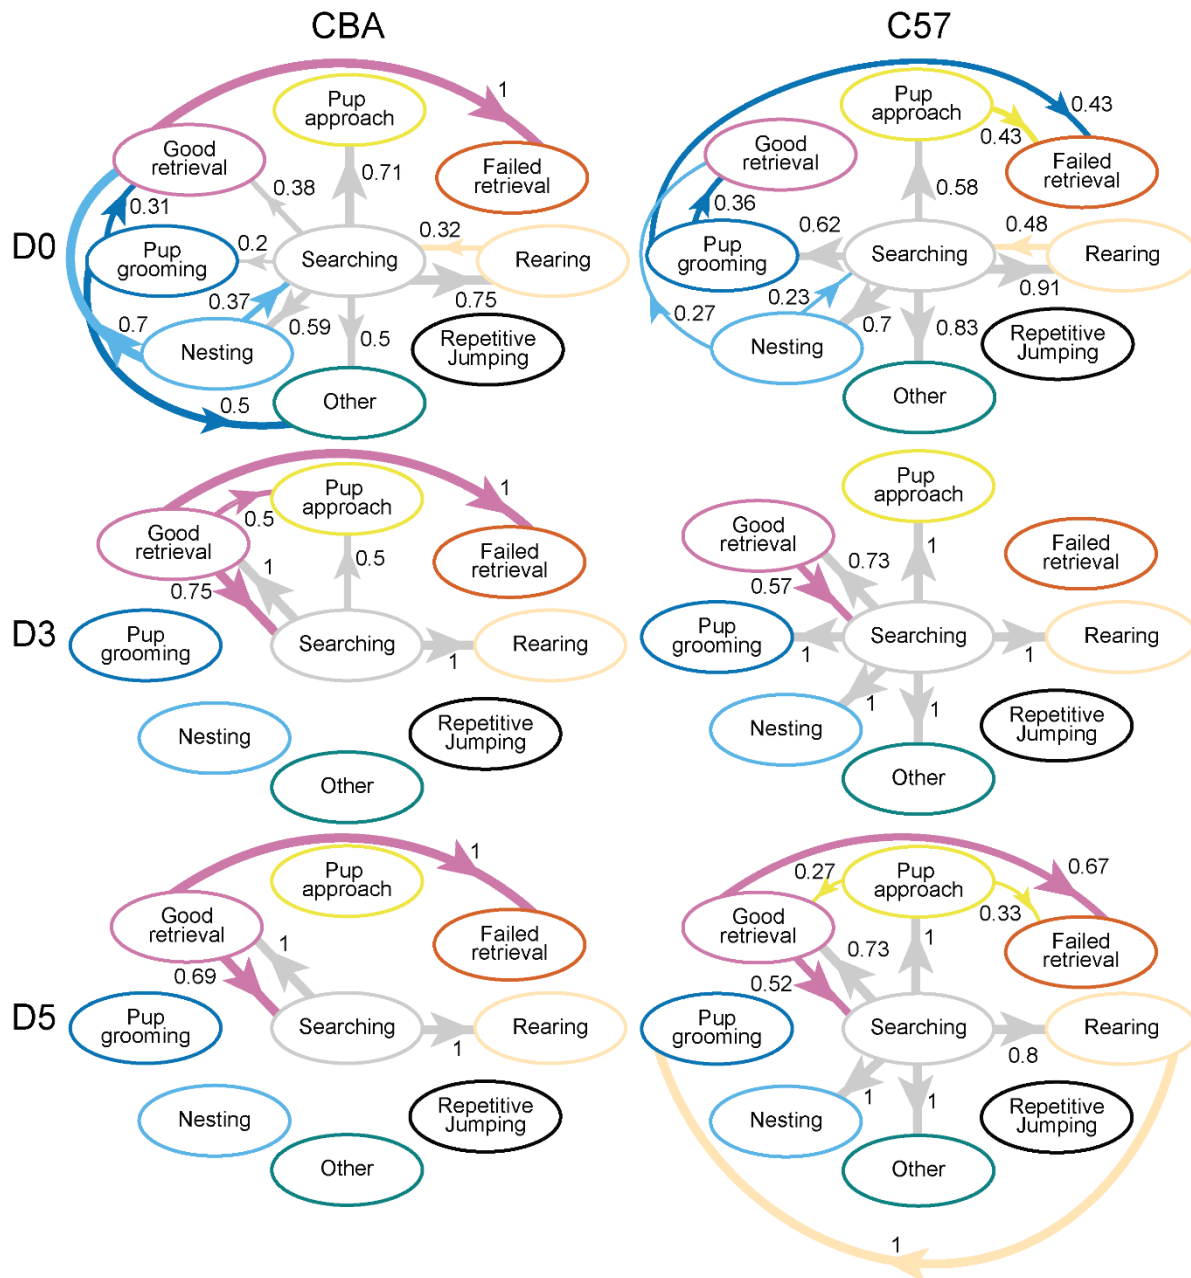 CBA
C57
D0
1
Pup
approach
Good
retrieval
Failed
retrieval
0.71
0.38
0.31
0.2
0.32
Pup
grooming
Searching
Rearing
0.37
0.75
0.7
0.59
0.5
Nesting
Repetitive
Jumping
0.5
Other
Pup
approach
0.43
0.43
Good
retrieval
Failed
retrieval
0.36
0.58
0.62
0.48
Pup
grooming
Searching
Rearing
0.23
0.91
0.27
0.7
0.83
Nesting
Repetitive
Jumping
Other
D3
1
Pup
approach
0.5
Good
retrieval
Failed
retrieval
1
0.5
0.75
Pup
grooming
Searching
Rearing
1
Nesting
Repetitive
Jumping
Other
Pup
approach
Good
retrieval
Failed
retrieval
0.73
1
0.57
Pup
grooming
Searching
Rearing
1
1
1
1
Nesting
Repetitive
Jumping
Other
D5
1
Pup
approach
Good
retrieval
Failed
retrieval
1
0.69
Pup
grooming
Searching
Rearing
1
Nesting
Repetitive
Jumping
Other
0.67
0.27
Pup
approach
0.33
Good
retrieval
Failed
retrieval
0.73
1
0.52
Pup
grooming
Searching
Rearing
0.8
1
1
Nesting
Repetitive
Jumping
Other
1